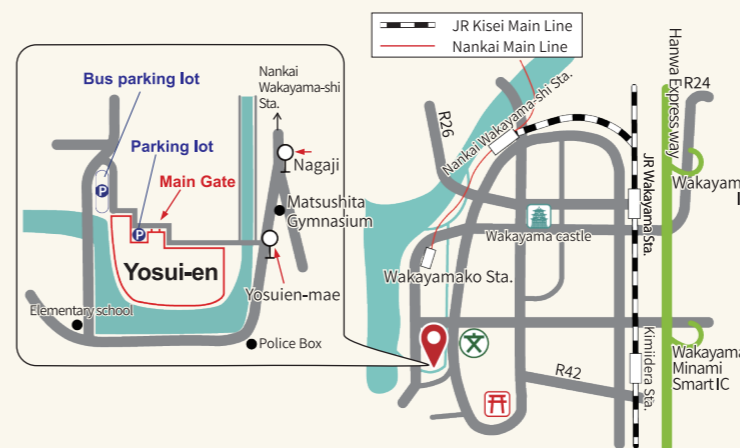 JR Kisei Main Line
Nankai Main Line
Bus parking lot
Parking lot
Main Gate
Nankai
Wakayama-shi
Sta.
Nagaji
Matsushita
Gymnasium
Yosui-en
Yosuien-mae
Elementary school
Police Box
P
P
R26
Nankai Wakayama-shi Sta.
Hanwa Expressway
R24
JR Wakayama Sta.
Wakayama
Wakayama castle
Wakayamako Sta.
Kimiidera Sta.
Wakayama
Minami
Smart IC
R42
文